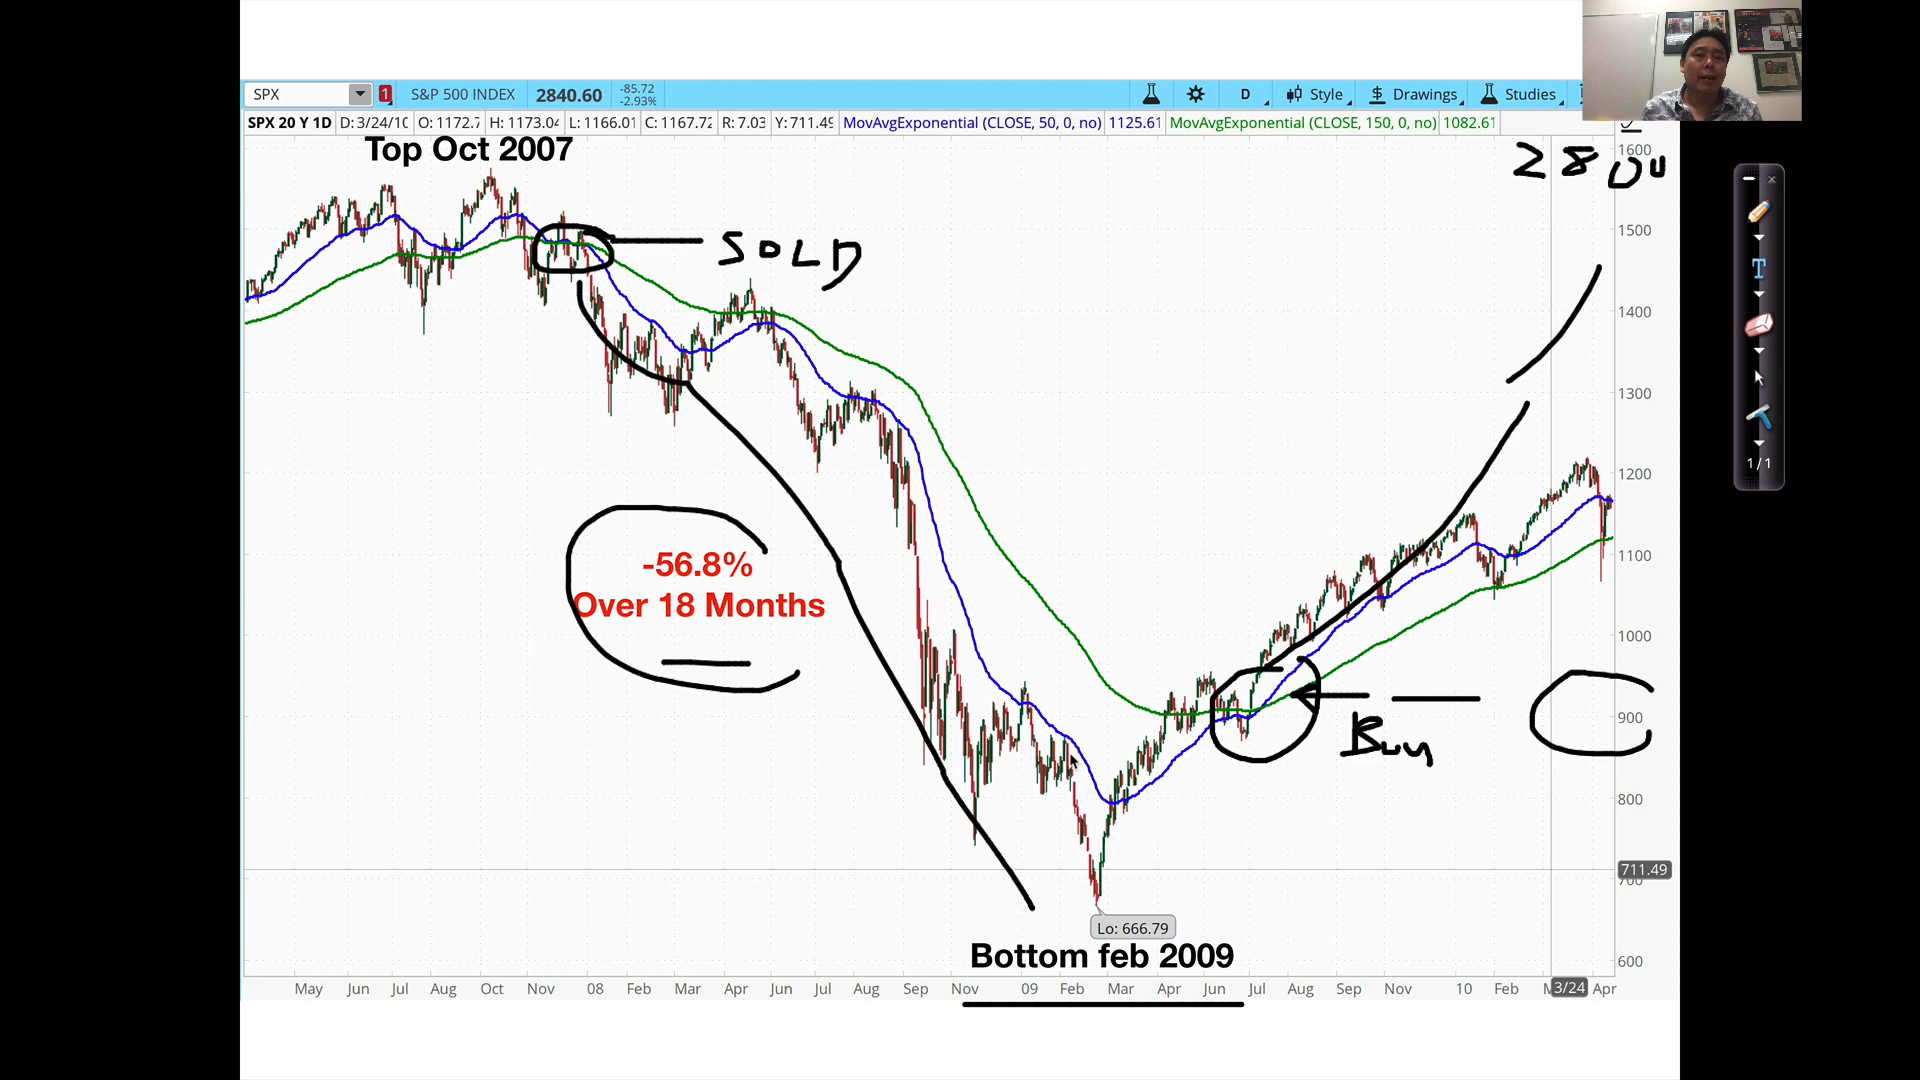 SPX 1 S&P 500 INDEX 2840.60 -85.72 -2.93% D Style $ Drawings Studies
SPX 20 Y 1D D: 3/24/10 O: 1172.7 H: 1173.04 L: 1166.01 C: 1167.72 R: 7.03 Y: 711.49 MovAvgExponential (CLOSE, 50, 0, no) 1125.61 MovAvgExponential (CLOSE, 150, 0, no) 1082.61
Top Oct 2007
1600
2800
1500
SOLD
1400
1300
1200
1/1
1100
-56.8%
Over 18 Months
1000
900
Buy
800
711.49
700
Lo: 666.79
Bottom feb 2009
600
May Jun Jul Aug Oct Nov 08 Feb Mar Apr Jun Jul Aug Sep Nov 09 Feb Mar Apr Jun Jul Aug Sep Nov 10 Feb 3/24 Apr